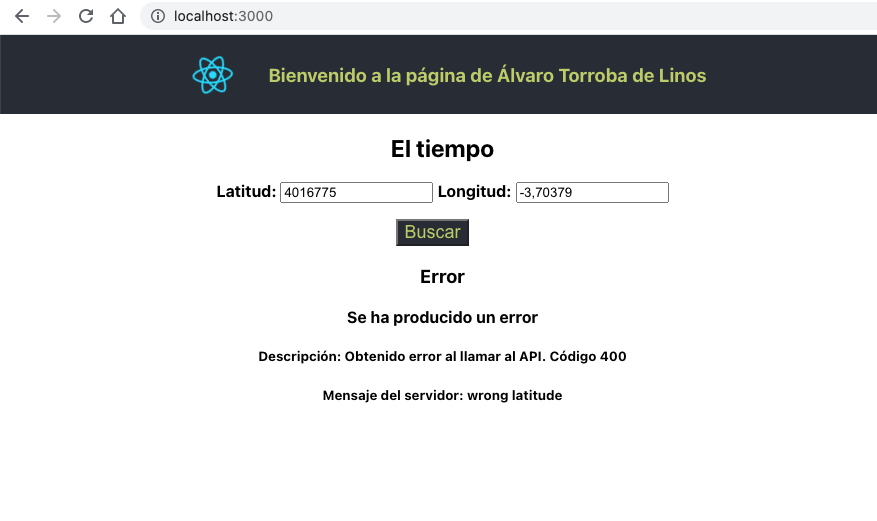 localhost:3000
Bienvenido a la página de Álvaro Torroba de Linos
El tiempo
Latitud: 4016775 Longitud: -3,70379
Buscar
Error
Se ha producido un error
Descripción: Obtenido error al llamar al API. Código 400
Mensaje del servidor: wrong latitude